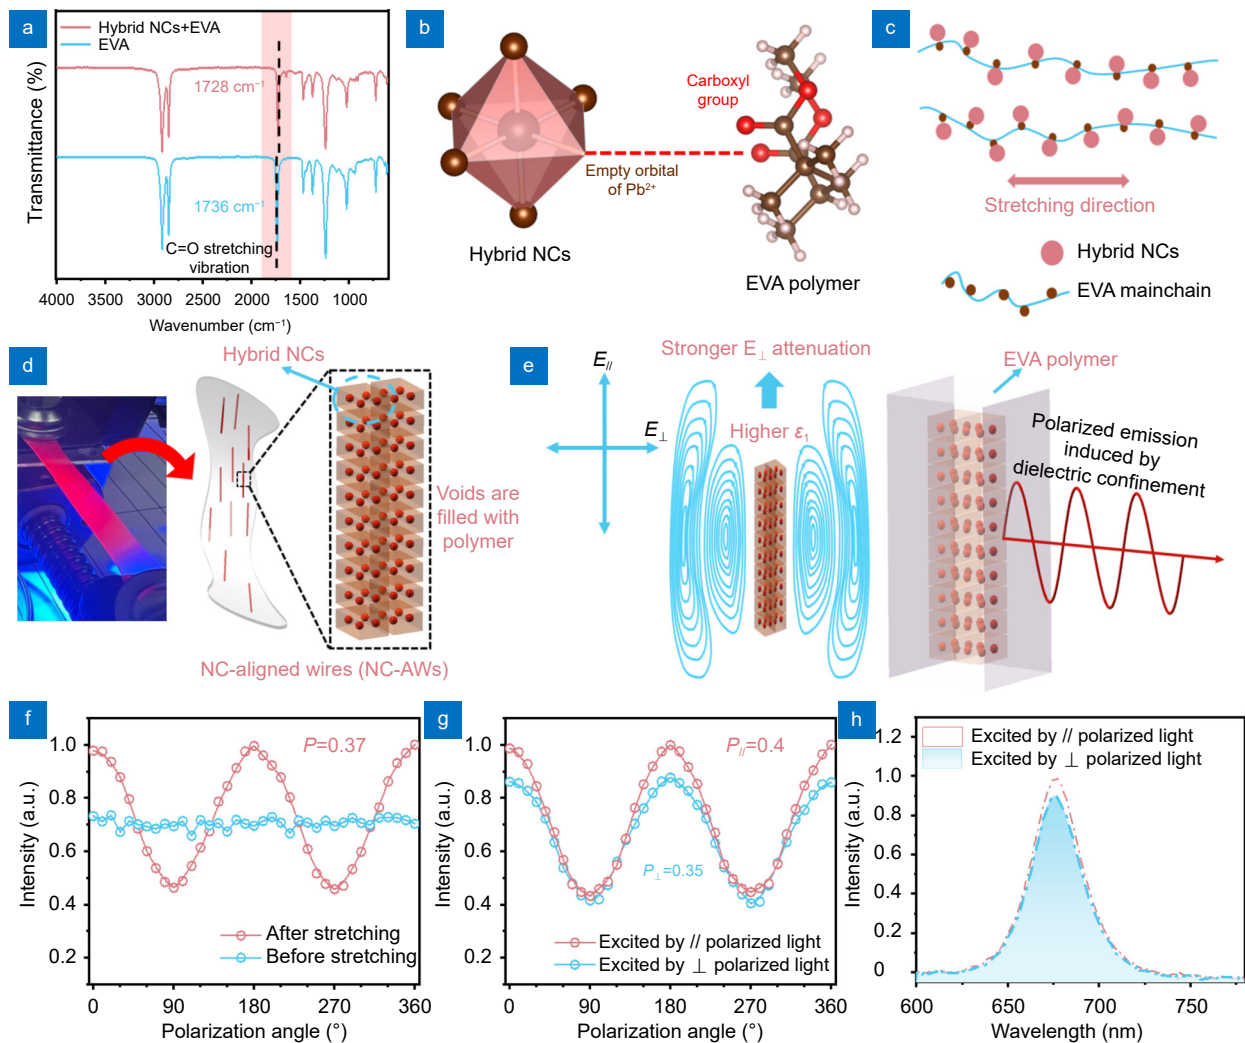 a
Hybrid NCs+EVA
EVA
1728 cm⁻¹
1736 cm⁻¹
C=O stretching
vibration
Transmittance (%)
4000 3000 2500 2000 1500 1000
Wavenumber (cm⁻¹)
b
Carboxyl
group
Empty orbital
of Pb²⁺
Hybrid NCs
EVA polymer
c
Stretching direction
Hybrid NCs
EVA mainchain
d
Hybrid NCs
Voids are
filled with
polymer
NC-aligned wires (NC-AWs)
e
E//
E⊥
Stronger E⊥ attenuation
Higher ε₁
EVA polymer
Polarized emission
induced by
dielectric confinement
f
P=0.37
1.0
0.8
0.6
0.4
0.2
Intensity (a.u.)
After stretching
Before stretching
0 90 180 270 360
Polarization angle (°)
g
P//=0.4
P⊥=0.35
1.0
0.8
0.6
0.4
0.2
Intensity (a.u.)
Excited by // polarized light
Excited by ⊥ polarized light
0 90 180 270 360
Polarization angle (°)
h
Excited by // polarized light
Excited by ⊥ polarized light
1.2
1.0
0.8
0.6
0.4
0.2
0
Intensity (a.u.)
600 650 700 750
Wavelength (nm)